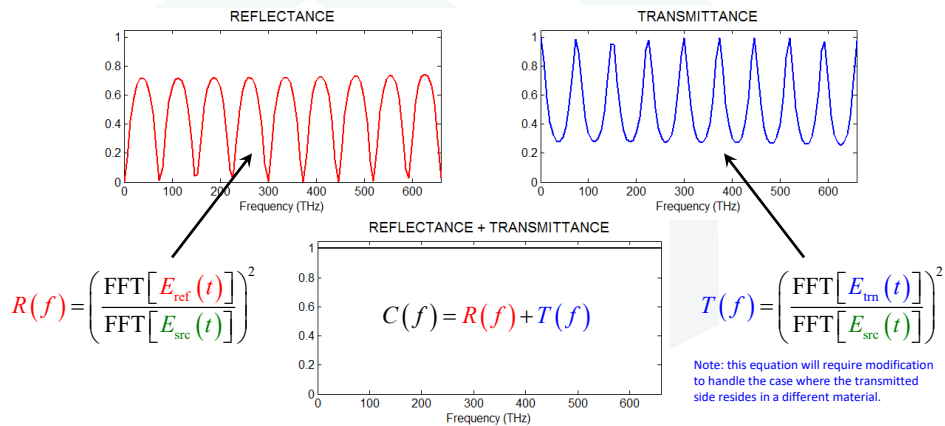 REFLECTANCE
1
0.8
0.6
0.4
0.2
0
0 100 200 300 400 500 600
Frequency (THz)
TRANSMITTANCE
1
0.8
0.6
0.4
0.2
0
0 100 200 300 400 500 600
Frequency (THz)
R(f)=(FFT[E_ref(t)]/FFT[E_src(t)])²
REFLECTANCE + TRANSMITTANCE
1
0.8
0.6
0.4
0.2
0
C(f)=R(f)+T(f)
0 100 200 300 400 500 600
Frequency (THz)
T(f)=(FFT[E_trn(t)]/FFT[E_src(t)])²
Note: this equation will require modification
to handle the case where the transmitted
side resides in a different material.